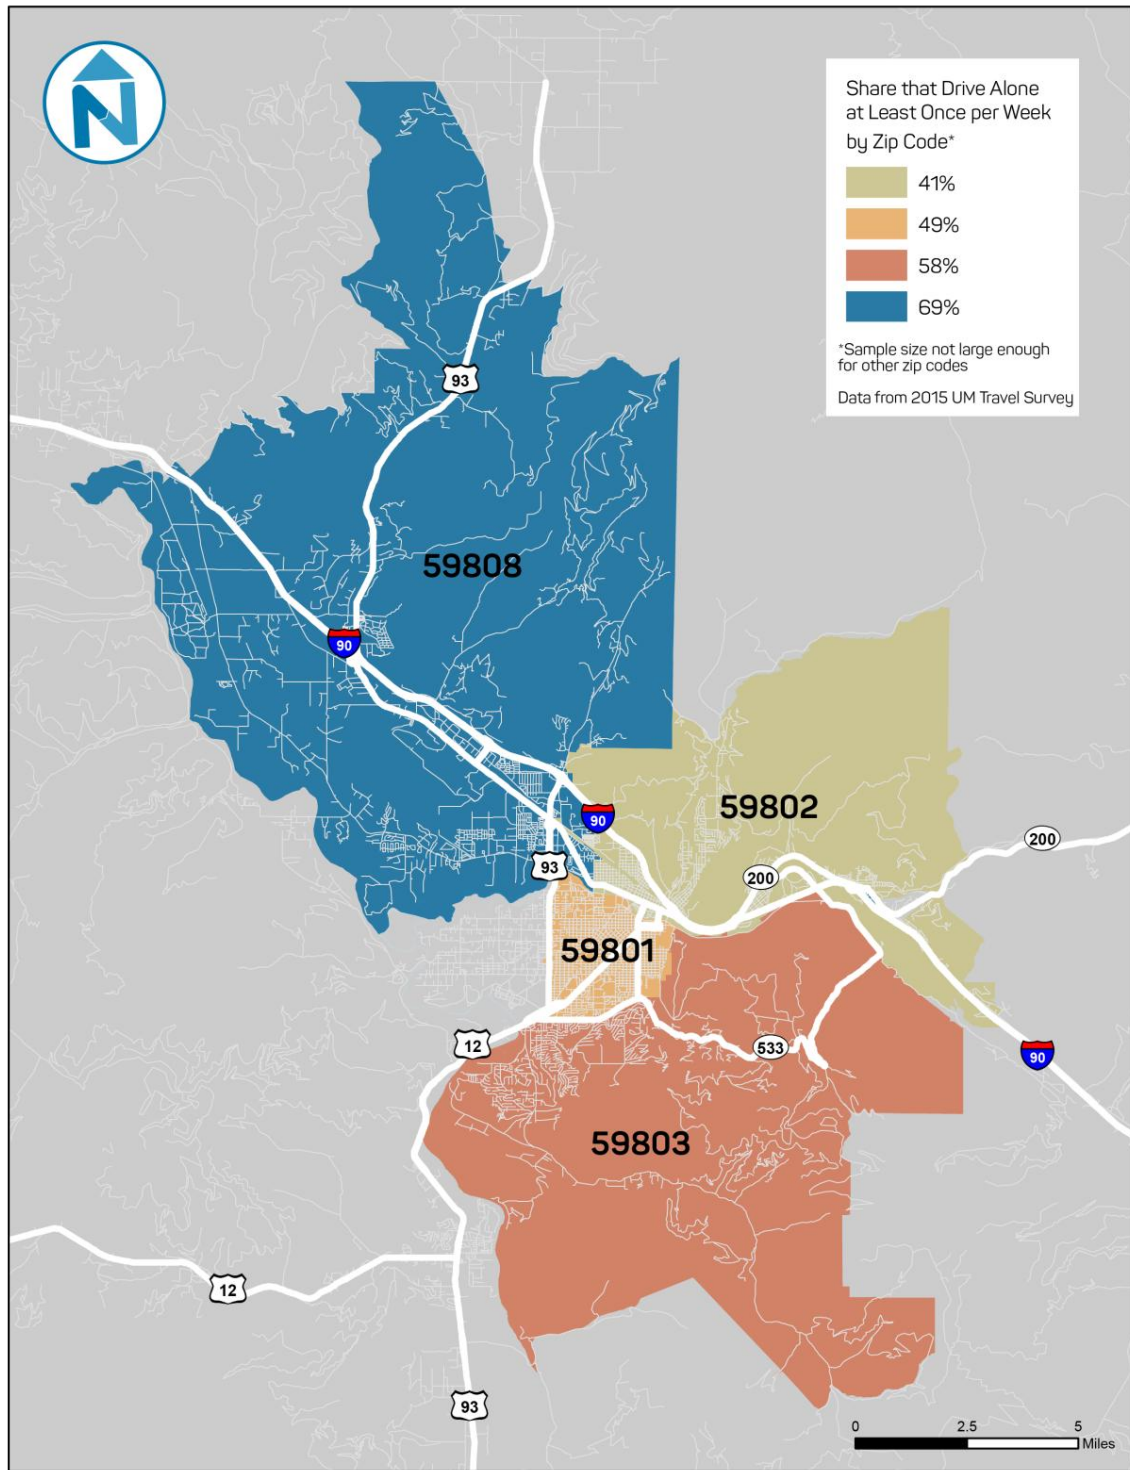 N
Share that Drive Alone
at Least Once per Week
by Zip Code*
41%
49%
58%
69%
*Sample size not large enough
for other zip codes
Data from 2015 UM Travel Survey
93
59808
90
59802
90
200
93
200
59801
12
533
90
59803
12
93
0 2.5 5
Miles